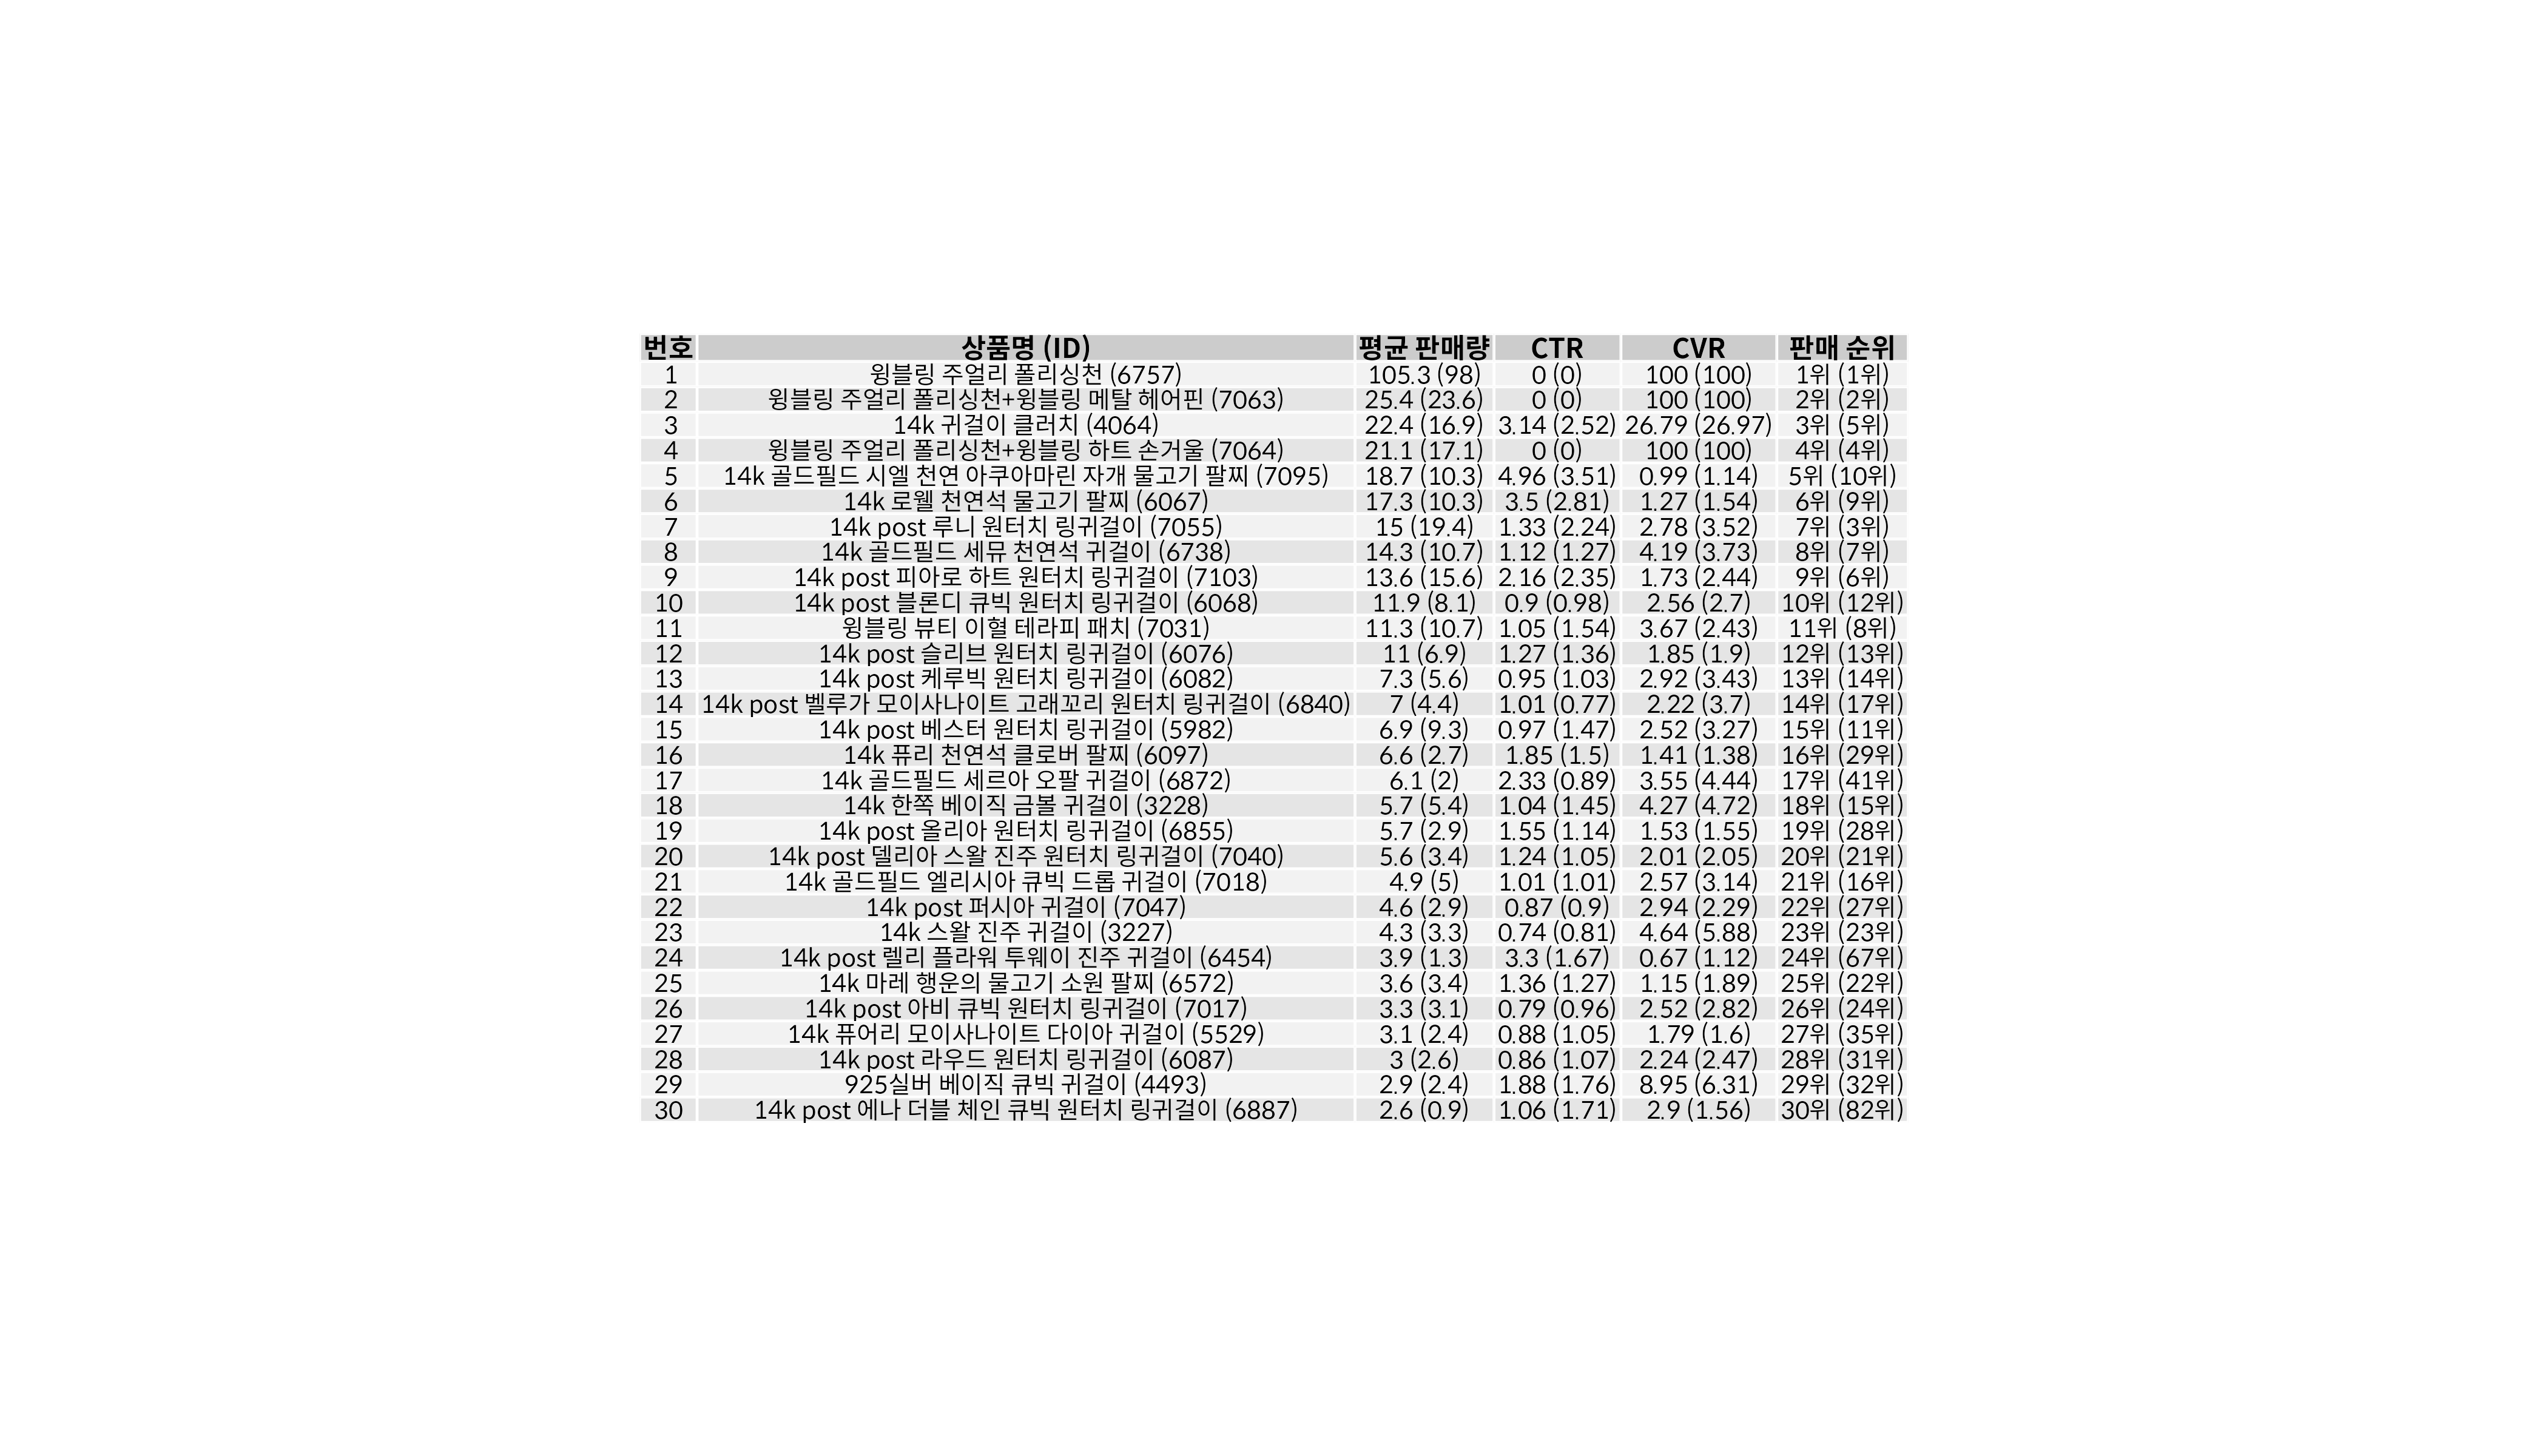 번호 상품명 (ID) 평균 판매량 CTR CVR 판매 순위
1 윙블링 주얼리 폴리싱천 (6757) 105.3 (98) 0 (0) 100 (100) 1위 (1위)
2 윙블링 주얼리 폴리싱천+윙블링 메탈 헤어핀 (7063) 25.4 (23.6) 0 (0) 100 (100) 2위 (2위)
3 14k 귀걸이 클러치 (4064) 22.4 (16.9) 3.14 (2.52) 26.79 (26.97) 3위 (5위)
4 윙블링 주얼리 폴리싱천+윙블링 하트 손거울 (7064) 21.1 (17.1) 0 (0) 100 (100) 4위 (4위)
5 14k 골드필드 시엘 천연 아쿠아마린 자개 물고기 팔찌 (7095) 18.7 (10.3) 4.96 (3.51) 0.99 (1.14) 5위 (10위)
6 14k 로웰 천연석 물고기 팔찌 (6067) 17.3 (10.3) 3.5 (2.81) 1.27 (1.54) 6위 (9위)
7 14k post 루니 원터치 링귀걸이 (7055) 15 (19.4) 1.33 (2.24) 2.78 (3.52) 7위 (3위)
8 14k 골드필드 세뮤 천연석 귀걸이 (6738) 14.3 (10.7) 1.12 (1.27) 4.19 (3.73) 8위 (7위)
9 14k post 피아로 하트 원터치 링귀걸이 (7103) 13.6 (15.6) 2.16 (2.35) 1.73 (2.44) 9위 (6위)
10 14k post 블론디 큐빅 원터치 링귀걸이 (6068) 11.9 (8.1) 0.9 (0.98) 2.56 (2.7) 10위 (12위)
11 윙블링 뷰티 이혈 테라피 패치 (7031) 11.3 (10.7) 1.05 (1.54) 3.67 (2.43) 11위 (8위)
12 14k post 슬리브 원터치 링귀걸이 (6076) 11 (6.9) 1.27 (1.36) 1.85 (1.9) 12위 (13위)
13 14k post 케루빅 원터치 링귀걸이 (6082) 7.3 (5.6) 0.95 (1.03) 2.92 (3.43) 13위 (14위)
14 14k post 벨루가 모이사나이트 고래꼬리 원터치 링귀걸이 (6840) 7 (4.4) 1.01 (0.77) 2.22 (3.7) 14위 (17위)
15 14k post 베스터 원터치 링귀걸이 (5982) 6.9 (9.3) 0.97 (1.47) 2.52 (3.27) 15위 (11위)
16 14k 퓨리 천연석 클로버 팔찌 (6097) 6.6 (2.7) 1.85 (1.5) 1.41 (1.38) 16위 (29위)
17 14k 골드필드 세르아 오팔 귀걸이 (6872) 6.1 (2) 2.33 (0.89) 3.55 (4.44) 17위 (41위)
18 14k 한쪽 베이직 금볼 귀걸이 (3228) 5.7 (5.4) 1.04 (1.45) 4.27 (4.72) 18위 (15위)
19 14k post 올리아 원터치 링귀걸이 (6855) 5.7 (2.9) 1.55 (1.14) 1.53 (1.55) 19위 (28위)
20 14k post 델리아 스왈 진주 원터치 링귀걸이 (7040) 5.6 (3.4) 1.24 (1.05) 2.01 (2.05) 20위 (21위)
21 14k 골드필드 엘리시아 큐빅 드롭 귀걸이 (7018) 4.9 (5) 1.01 (1.01) 2.57 (3.14) 21위 (16위)
22 14k post 퍼시아 귀걸이 (7047) 4.6 (2.9) 0.87 (0.9) 2.94 (2.29) 22위 (27위)
23 14k 스왈 진주 귀걸이 (3227) 4.3 (3.3) 0.74 (0.81) 4.64 (5.88) 23위 (23위)
24 14k post 렐리 플라워 투웨이 진주 귀걸이 (6454) 3.9 (1.3) 3.3 (1.67) 0.67 (1.12) 24위 (67위)
25 14k 마레 행운의 물고기 소원 팔찌 (6572) 3.6 (3.4) 1.36 (1.27) 1.15 (1.89) 25위 (22위)
26 14k post 아비 큐빅 원터치 링귀걸이 (7017) 3.3 (3.1) 0.79 (0.96) 2.52 (2.82) 26위 (24위)
27 14k 퓨어리 모이사나이트 다이아 귀걸이 (5529) 3.1 (2.4) 0.88 (1.05) 1.79 (1.6) 27위 (35위)
28 14k post 라우드 원터치 링귀걸이 (6087) 3 (2.6) 0.86 (1.07) 2.24 (2.47) 28위 (31위)
29 925실버 베이직 큐빅 귀걸이 (4493) 2.9 (2.4) 1.88 (1.76) 8.95 (6.31) 29위 (32위)
30 14k post 에나 더블 체인 큐빅 원터치 링귀걸이 (6887) 2.6 (0.9) 1.06 (1.71) 2.9 (1.56) 30위 (82위)